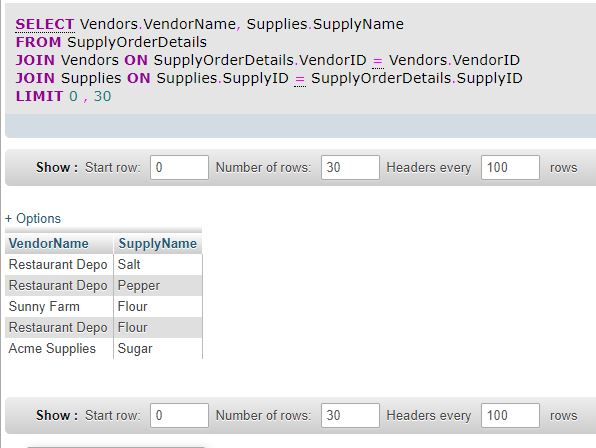 SELECT Vendors.VendorName, Supplies.SupplyName
FROM SupplyOrderDetails
JOIN Vendors ON SupplyOrderDetails.VendorID = Vendors.VendorID
JOIN Supplies ON Supplies.SupplyID = SupplyOrderDetails.SupplyID
LIMIT 0 , 30
Show : Start row: 0 Number of rows: 30 Headers every 100 rows
+ Options
VendorName SupplyName
Restaurant Depo Salt
Restaurant Depo Pepper
Sunny Farm Flour
Restaurant Depo Flour
Acme Supplies Sugar
Show : Start row: 0 Number of rows: 30 Headers every 100 rows